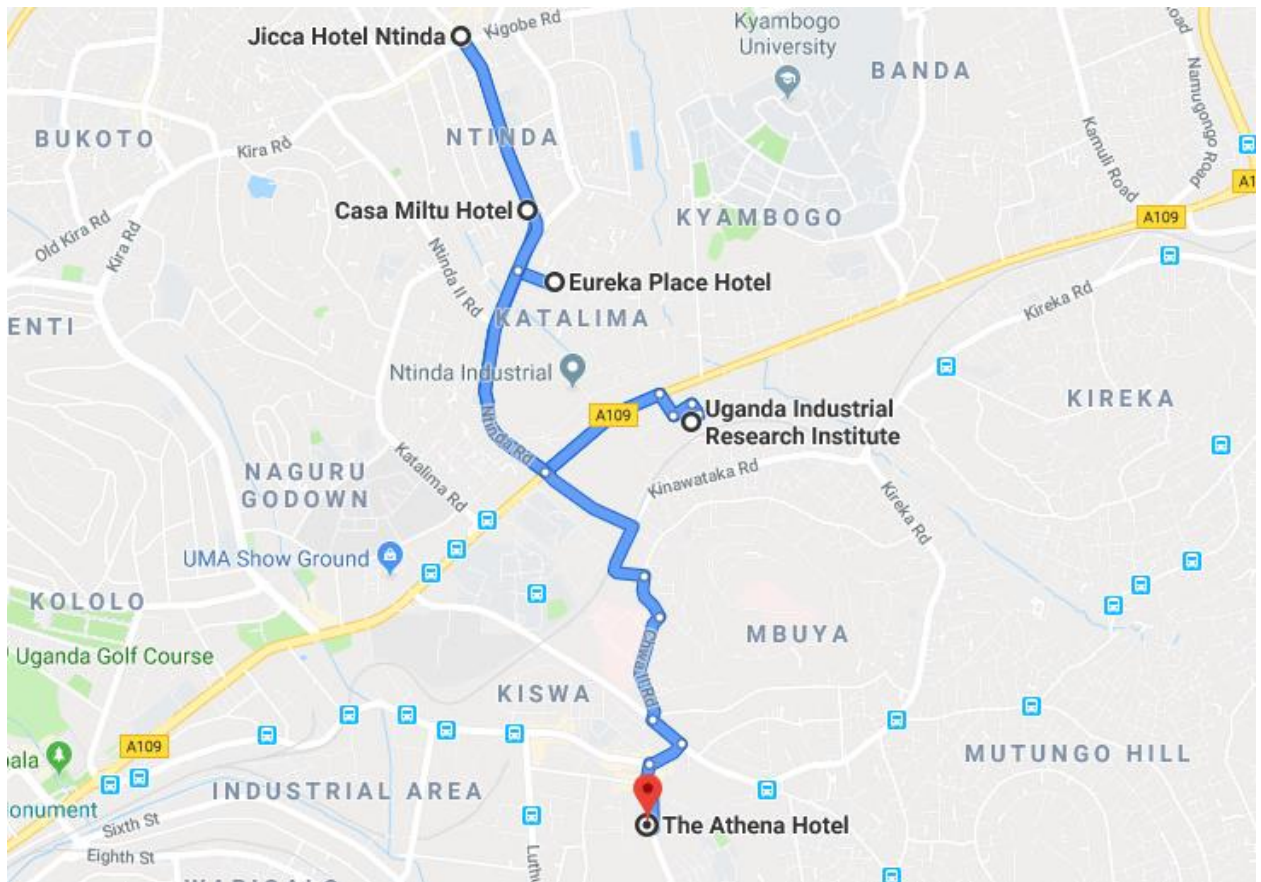 Jicca Hotel Ntinda
Kigobe Rd
Kyambogo
University
BANDA
Namugongo Road
Kamuli Road
BUKOTO
NTINDA
Kira Rd
A109
Casa Miltu Hotel
KYAMBOGO
Old Kira Rd
Kira Rd
Ntinda II Rd
Eureka Place Hotel
Kireka Rd
ENTI
KATALIMA
Ntinda Industrial
KIREKA
A109
Uganda Industrial
Research Institute
Ntinda Rd
NAGURU
GODOWN
Katalima Rd
Kinawataka Rd
Kireka Rd
UMA Show Ground
KOLOLO
Uganda Golf Course
MBUYA
Chwa II Rd
KISWA
A109
MUTUNGO HILL
INDUSTRIAL AREA
The Athena Hotel
Sixth St
Eighth St